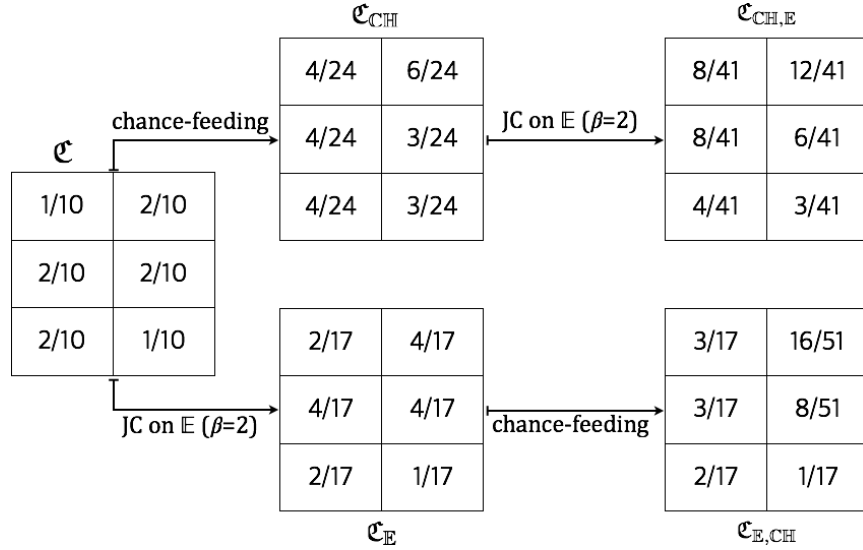 ℭ_ℂℍ
ℭ_ℂℍ,𝔼
4/24 6/24
8/41 12/41
chance-feeding
4/24 3/24
JC on 𝔼 (β=2)
8/41 6/41
ℭ
4/24 3/24
4/41 3/41
1/10 2/10
2/10 2/10
2/10 1/10
2/17 4/17
3/17 16/51
JC on 𝔼 (β=2)
4/17 4/17
chance-feeding
3/17 8/51
2/17 1/17
2/17 1/17
ℭ_𝔼
ℭ_𝔼,ℂℍ